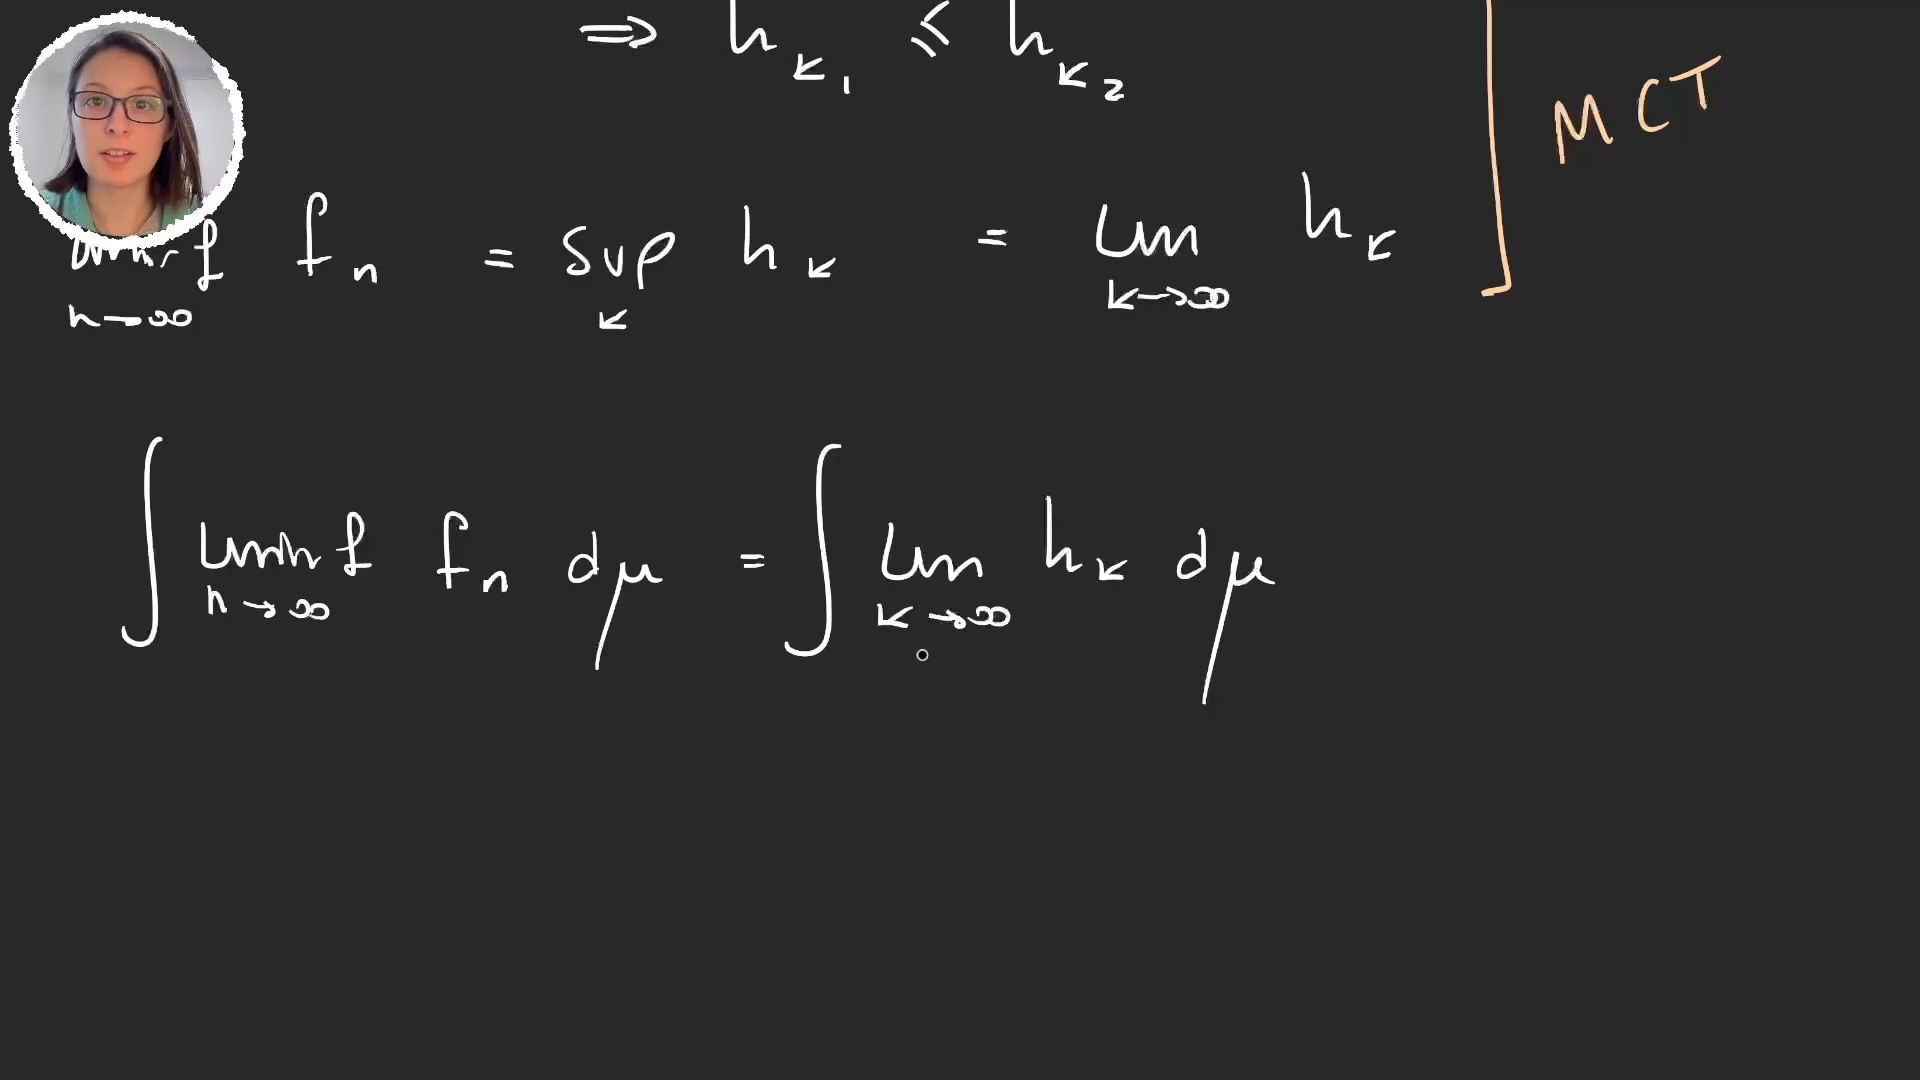 ⇒ h_{k_1} ≤ h_{k_2}
MCT
liminf_{n→∞} f_n = sup_k h_k = lim_{k→∞} h_k
∫ liminf_{n→∞} f_n dμ = ∫ lim_{k→∞} h_k dμ